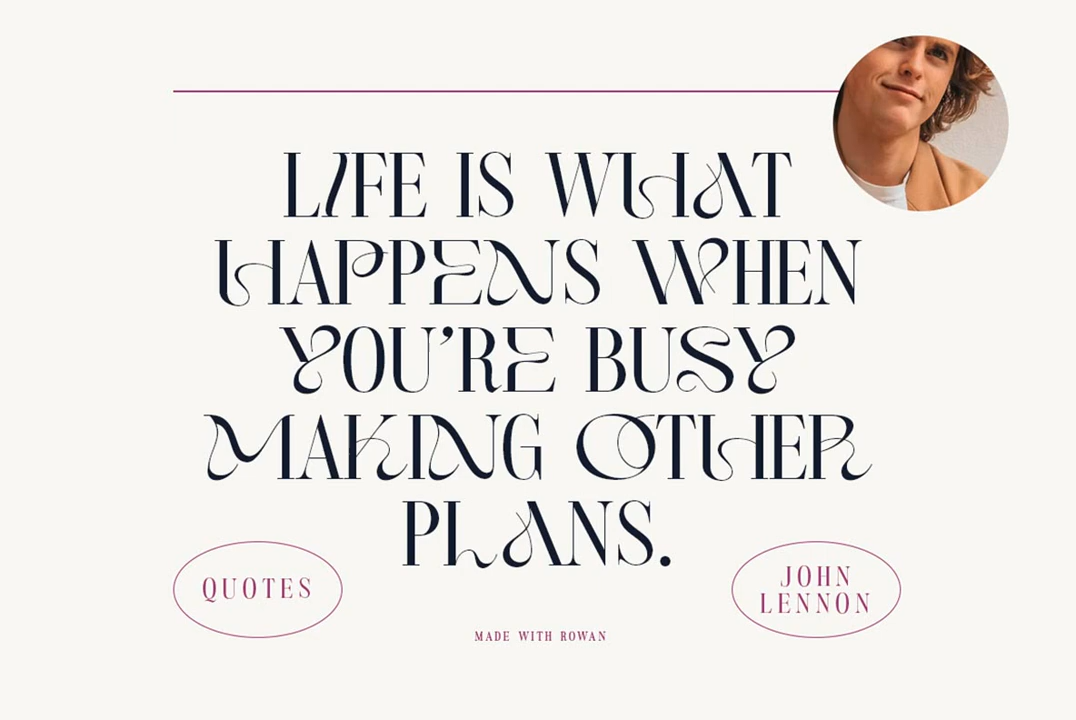 LIFE IS WHAT
HAPPENS WHEN
YOU'RE BUSY
MAKING OTHER
PLANS.
QUOTES
JOHN
LENNON
MADE WITH ROWAN